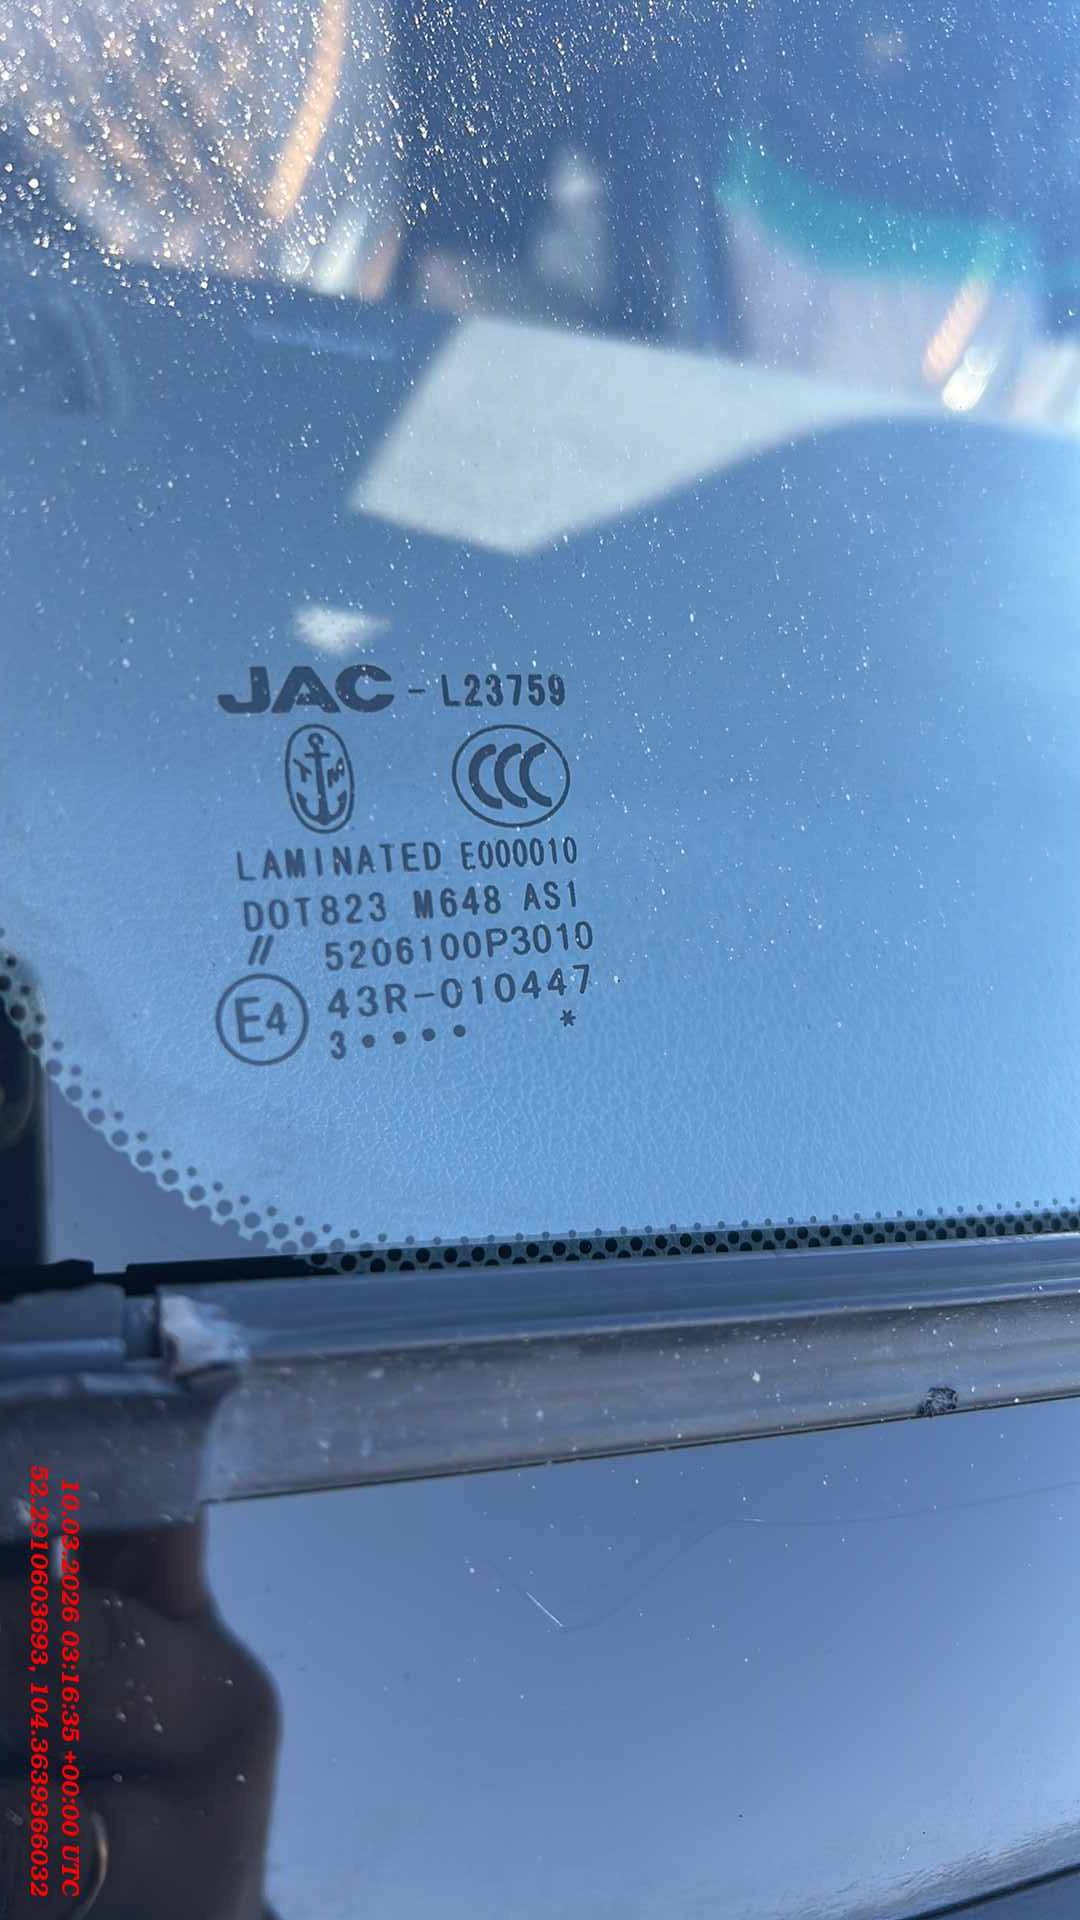 JAC - L23759
CCC
LAMINATED E000010
DOT823 M648 AS1
// 5206100P3010
E4 43R-010447
3 • • • • *
10.03.2026 03:16:35 +00:00 UTC
52.2910603693, 104.3639366032